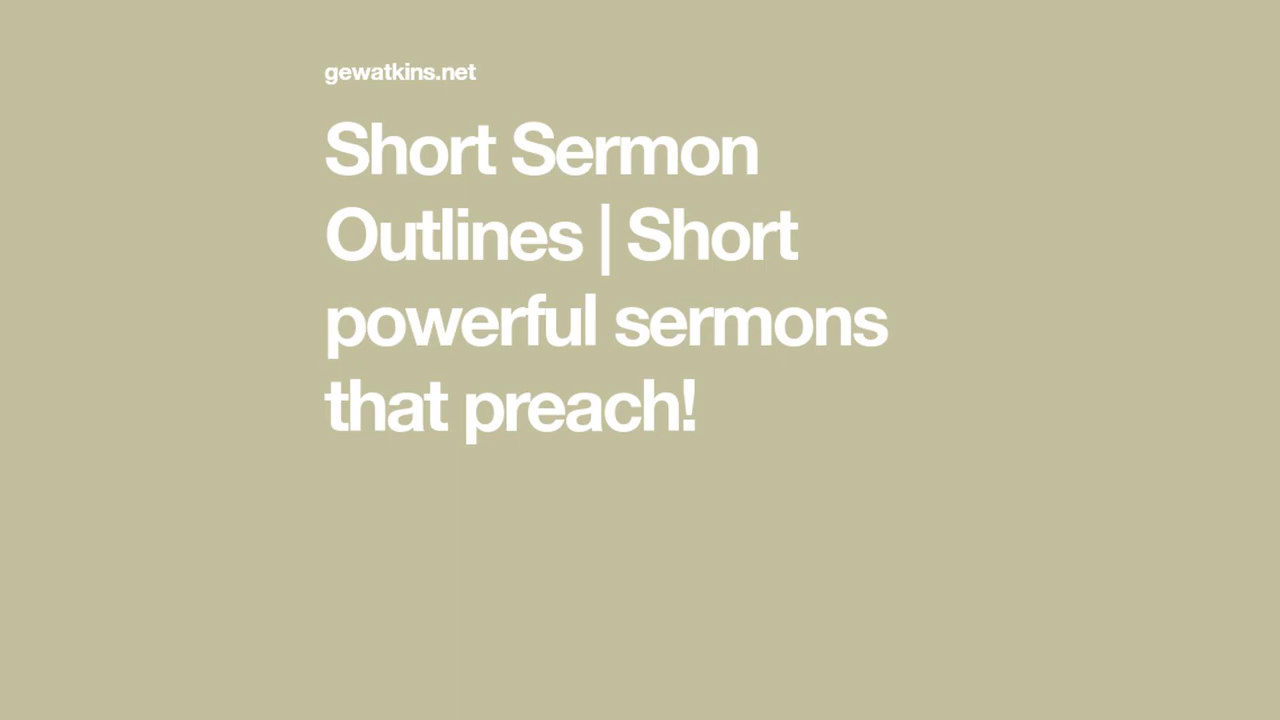 gewatkins.net
Short Sermon
Outlines | Short
powerful sermons
that preach!